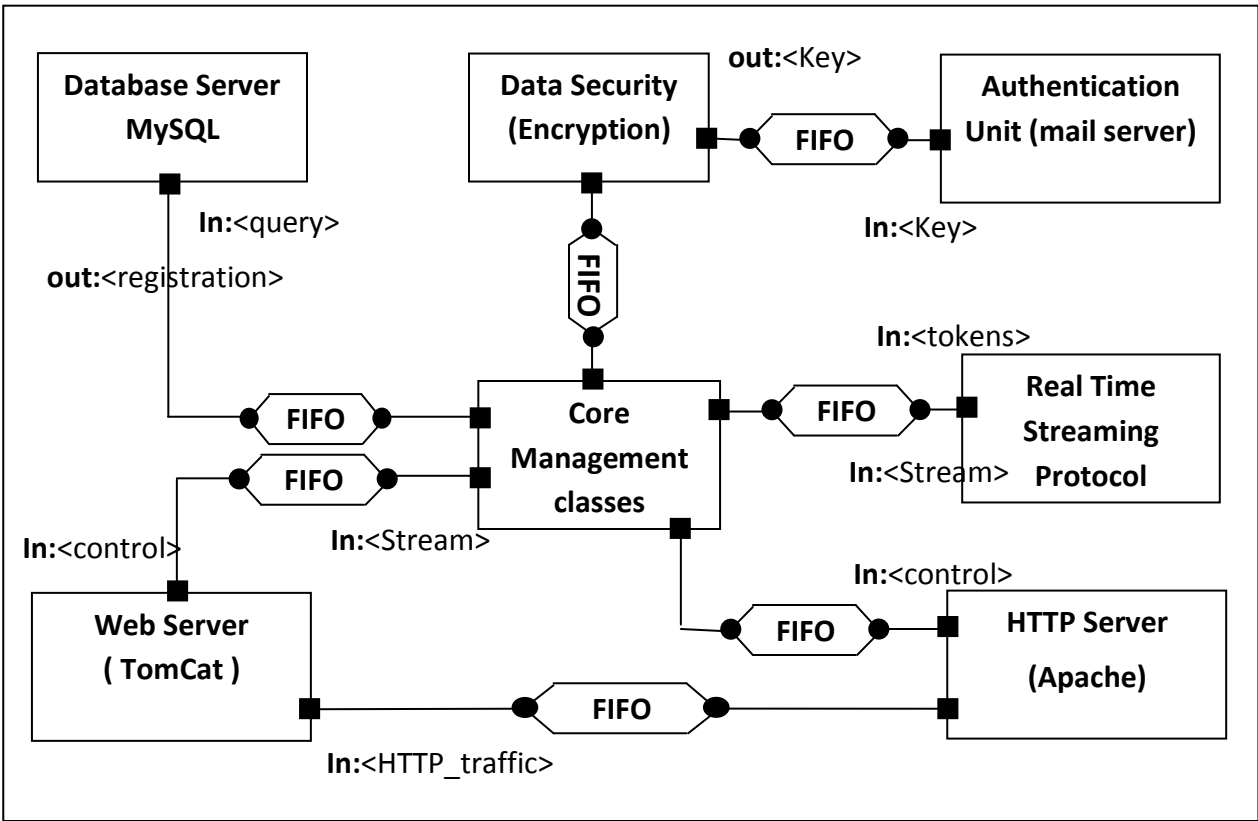 Database Server
MySQL
In:<query>
out:<registration>
Data Security
(Encryption)
out:<Key>
FIFO
Authentication
Unit (mail server)
In:<Key>
FIFO
In:<tokens>
FIFO
Core
Management
classes
FIFO
Real Time
Streaming
Protocol
In:<Stream>
FIFO
In:<Stream>
In:<control>
In:<control>
Web Server
( TomCat )
FIFO
HTTP Server
(Apache)
FIFO
In:<HTTP_traffic>